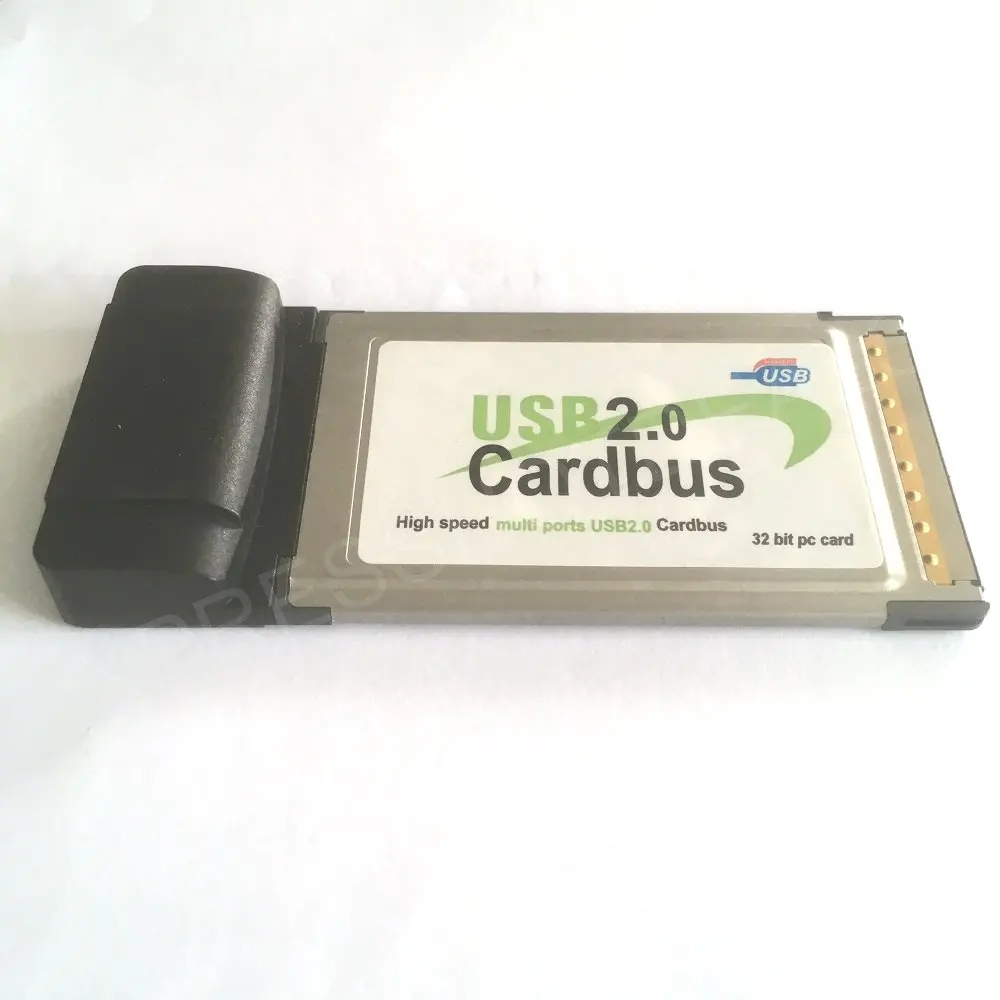 USB
USB2.0
Cardbus
High speed multi ports USB2.0 Cardbus
32 bit pc card